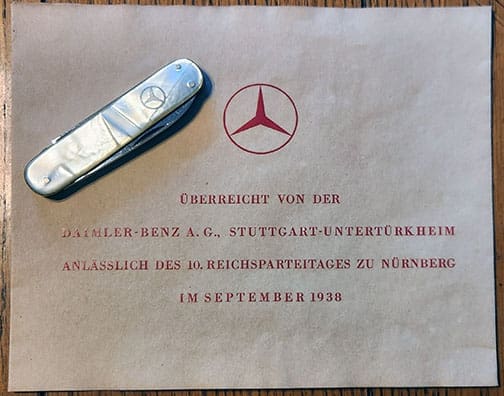 ÜBERREICHT VON DER
DAIMLER-BENZ A. G., STUTTGART-UNTERTÜRKHEIM
ANLÄSSLICH DES 10. REICHSPARTEITAGES ZU NÜRNBERG
IM SEPTEMBER 1938